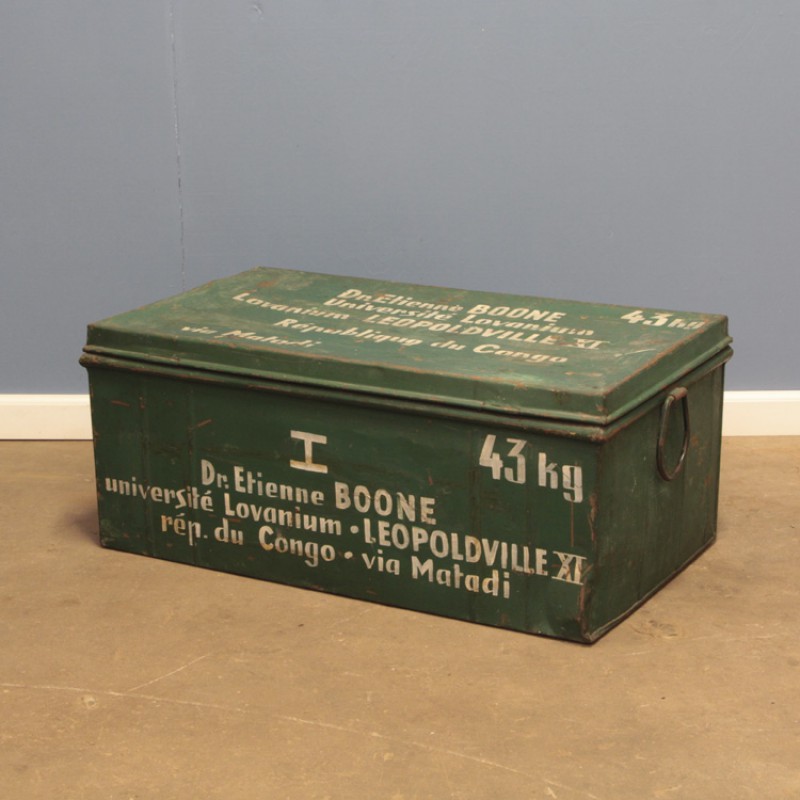 Dr. Etienne BOONE
43 kg
Université Lovanium
Lovanium LEOPOLDVILLE XI
République du Congo
via Matadi
I
43 kg
Dr. Etienne BOONE
université Lovanium • LEOPOLDVILLE XI
rép. du Congo • via Matadi